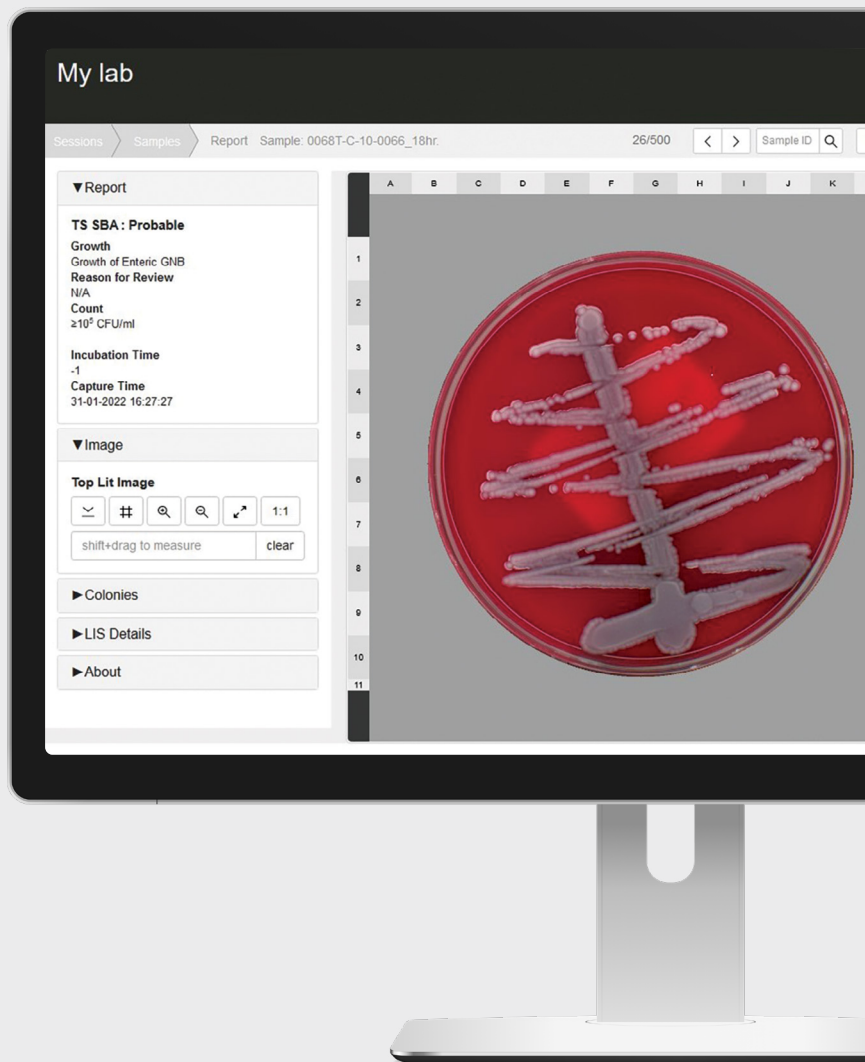 My lab
Sessions Samples Report Sample: 0068T-C-10-0066_18hr. 26/500 < > Sample ID
▼Report
TS SBA : Probable
Growth
Growth of Enteric GNB
Reason for Review
N/A
Count
≥10⁵ CFU/ml
Incubation Time
-1
Capture Time
31-01-2022 16:27:27
▼Image
Top Lit Image
1:1
shift+drag to measure clear
►Colonies
►LIS Details
►About
A B C D E F G H I J K
1
2
3
4
5
6
7
8
9
10
11